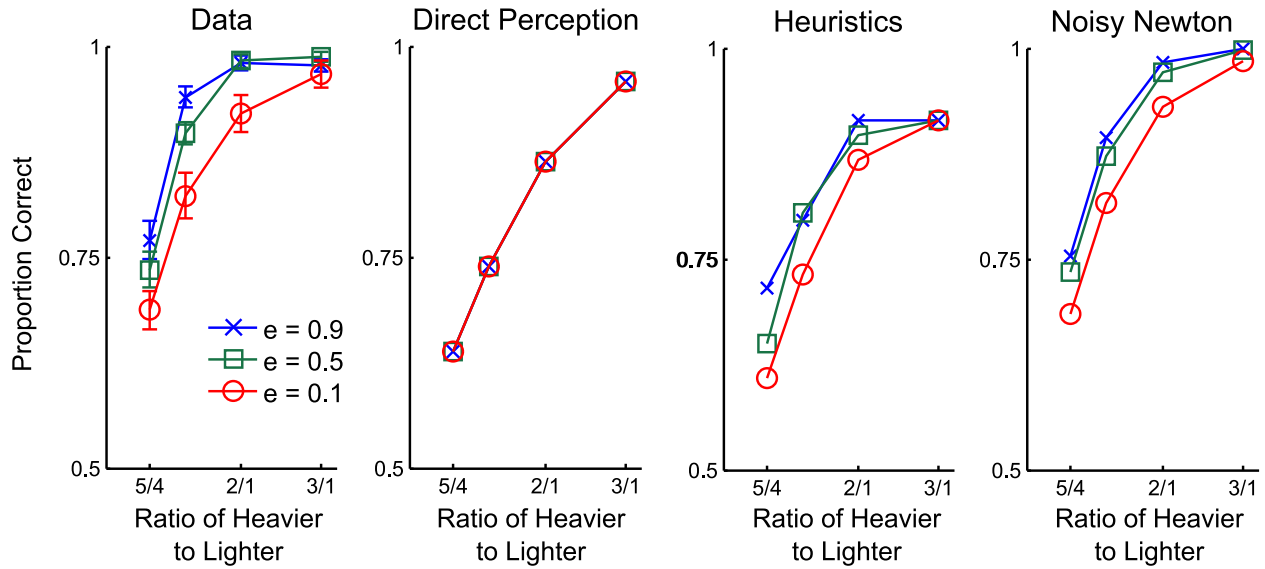 Data
Direct Perception
Heuristics
Noisy Newton
Proportion Correct
1
0.75
0.5
e = 0.9
e = 0.5
e = 0.1
5/4
2/1
3/1
Ratio of Heavier
to Lighter
1
0.75
0.5
5/4
2/1
3/1
Ratio of Heavier
to Lighter
1
0.75
0.5
5/4
2/1
3/1
Ratio of Heavier
to Lighter
1
0.75
0.5
5/4
2/1
3/1
Ratio of Heavier
to Lighter